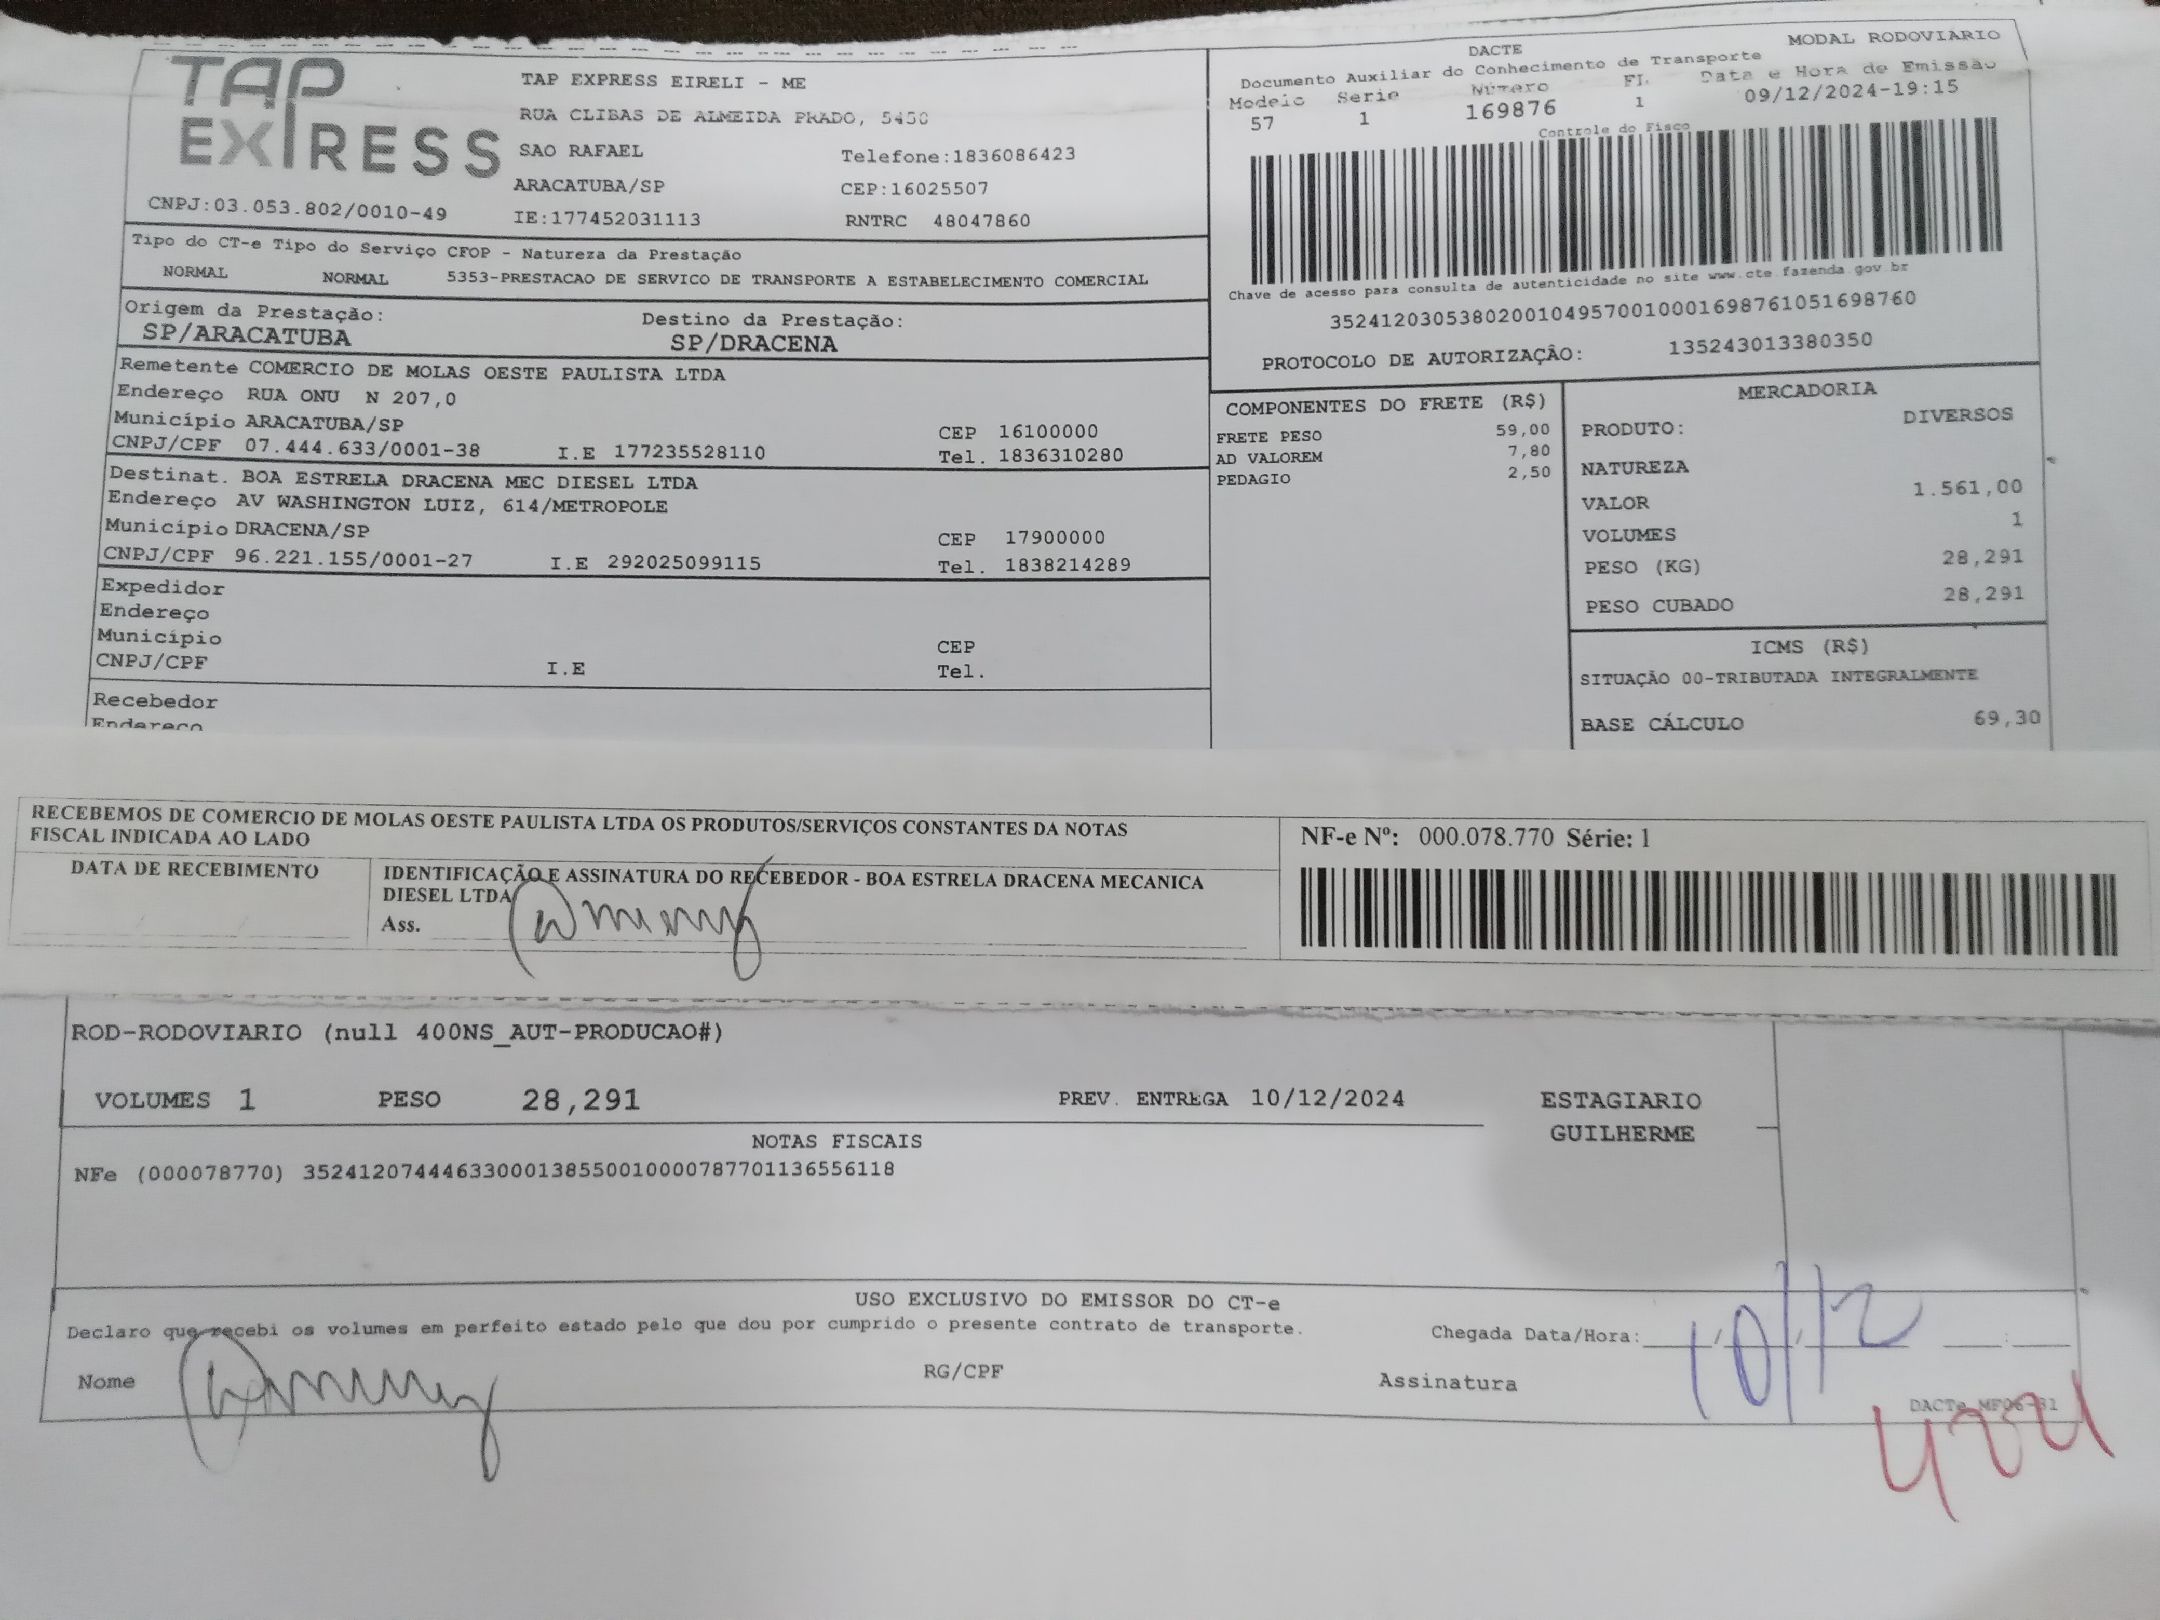 TAP
EXPRESS
CNPJ:03.053.802/0010-49
TAP EXPRESS EIRELI - ME
RUA CLIBAS DE ALMEIDA PRADO, 5450
SAO RAFAEL Telefone:1836086423
ARACATUBA/SP CEP:16025507
IE:177452031113 RNTRC 48047860
MODAL RODOVIARIO
DACTE
Documento Auxiliar do Conhecimento de Transporte
Modelo Serie Número FL Data e Hora de Emissão
57 1 169876 1 09/12/2024-19:15
Controle do Fisco
Chave de acesso para consulta de autenticidade no site www.cte.fazenda.gov.br
35241203053802001049570010001698761051698760
PROTOCOLO DE AUTORIZAÇÃO: 135243013380350
Tipo do CT-e Tipo do Serviço CFOP - Natureza da Prestação
NORMAL NORMAL 5353-PRESTACAO DE SERVICO DE TRANSPORTE A ESTABELECIMENTO COMERCIAL
Origem da Prestação: Destino da Prestação:
SP/ARACATUBA SP/DRACENA
Remetente COMERCIO DE MOLAS OESTE PAULISTA LTDA
Endereço RUA ONU N 207,0
Município ARACATUBA/SP CEP 16100000
CNPJ/CPF 07.444.633/0001-38 I.E 177235528110 Tel. 1836310280
Destinat. BOA ESTRELA DRACENA MEC DIESEL LTDA
Endereço AV WASHINGTON LUIZ, 614/METROPOLE
Município DRACENA/SP CEP 17900000
CNPJ/CPF 96.221.155/0001-27 I.E 292025099115 Tel. 1838214289
Expedidor
Endereço
Município CEP
CNPJ/CPF I.E Tel.
Recebedor
Endereço
COMPONENTES DO FRETE (R$)
FRETE PESO 59,00
AD VALOREM 7,80
PEDAGIO 2,50
MERCADORIA
PRODUTO: DIVERSOS
NATUREZA
VALOR 1.561,00
VOLUMES 1
PESO (KG) 28,291
PESO CUBADO 28,291
ICMS (R$)
SITUAÇÃO 00-TRIBUTADA INTEGRALMENTE
BASE CÁLCULO 69,30
RECEBEMOS DE COMERCIO DE MOLAS OESTE PAULISTA LTDA OS PRODUTOS/SERVIÇOS CONSTANTES DA NOTAS
FISCAL INDICADA AO LADO
DATA DE RECEBIMENTO
IDENTIFICAÇÃO E ASSINATURA DO RECEBEDOR - BOA ESTRELA DRACENA MECANICA
DIESEL LTDA
Ass.
NF-e Nº: 000.078.770 Série: 1
ROD-RODOVIARIO (null 400NS_AUT-PRODUCAO#)
VOLUMES 1 PESO 28,291 PREV. ENTREGA 10/12/2024
ESTAGIARIO
GUILHERME
NOTAS FISCAIS
NFe (000078770) 35241207444633000138550010000787701136556118
USO EXCLUSIVO DO EMISSOR DO CT-e
Declaro que recebi os volumes em perfeito estado pelo que dou por cumprido o presente contrato de transporte.
Chegada Data/Hora: 10/12
Nome RG/CPF Assinatura
DACTe MF06-31